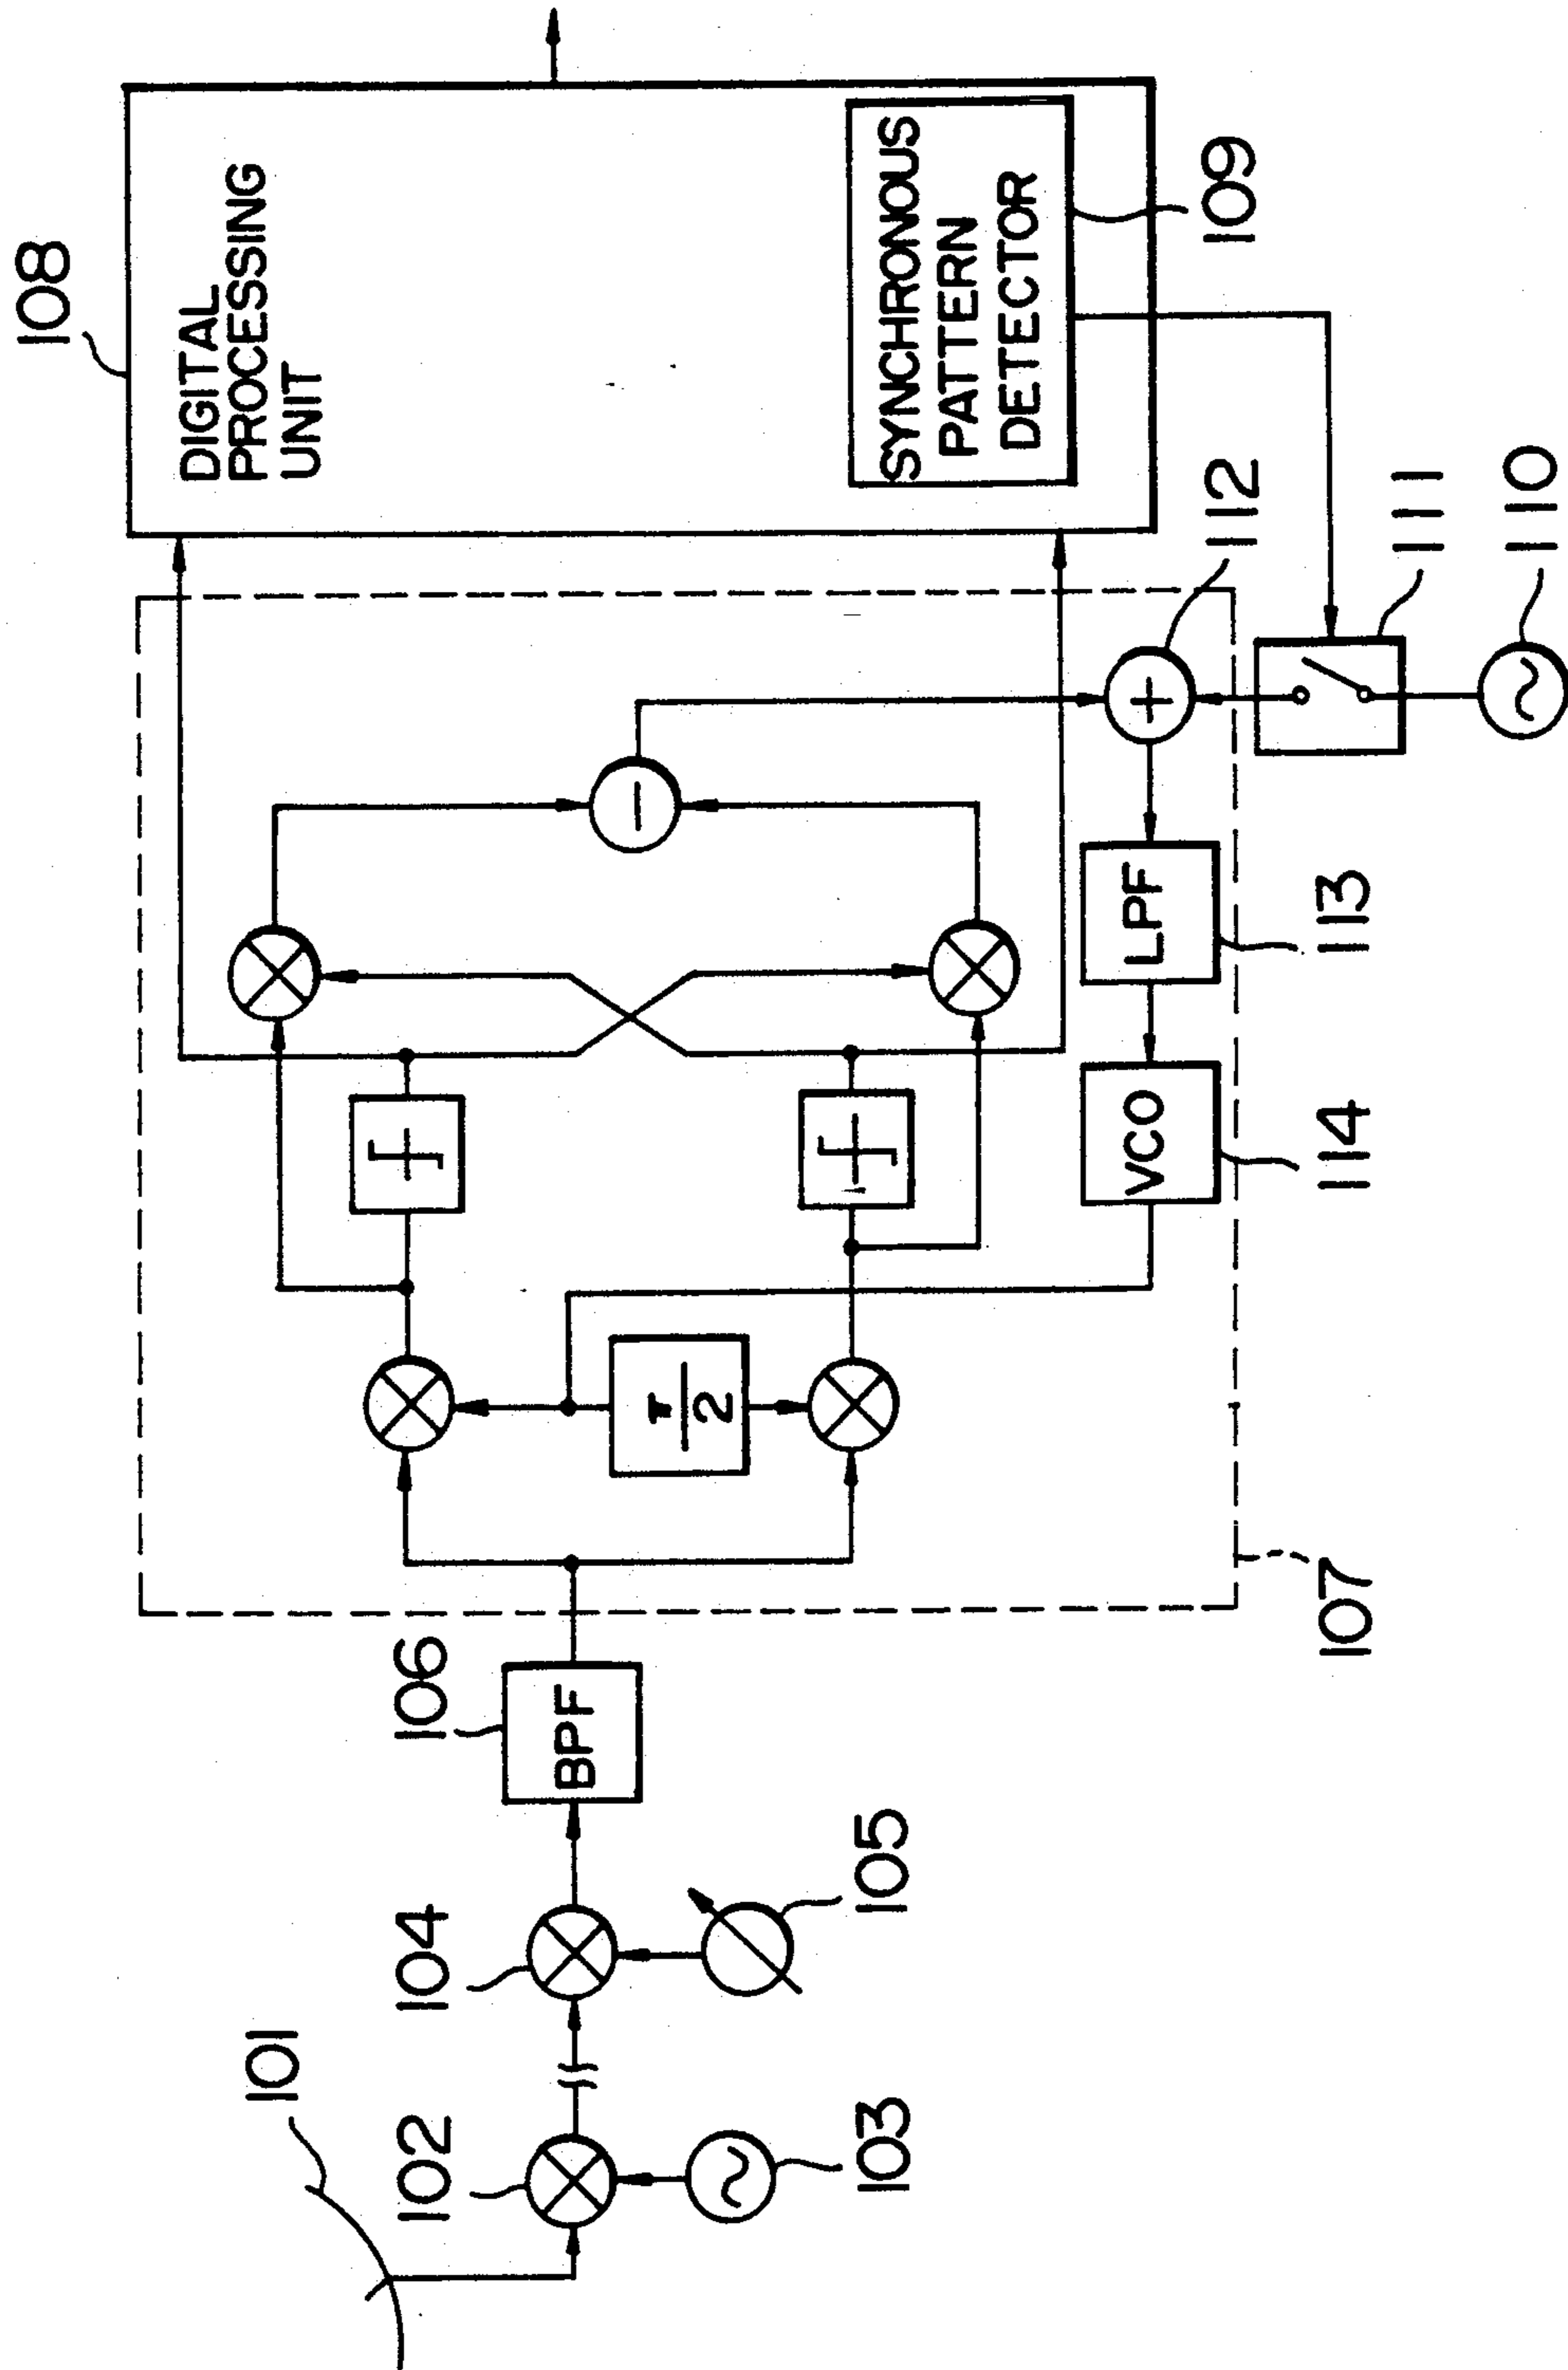 108
DIGITAL
PROCESSING
UNIT
SYNCHRONOUS
PATTERN
DETECTOR
109
112
111
110
+
−
LPF
113
VCO
114
π
2
107
106
BPF
104
105
101
102
103